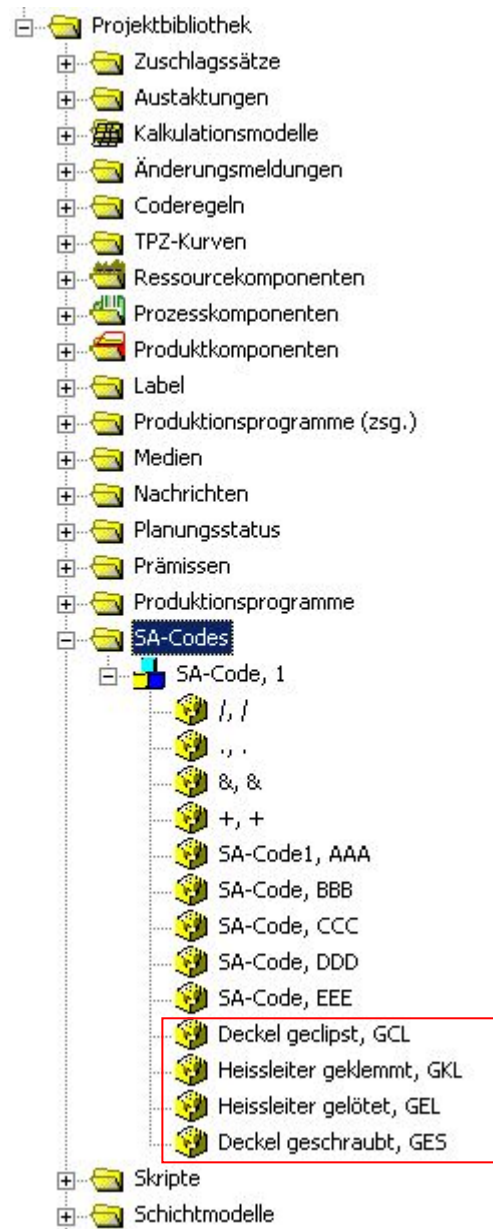 Projektbibliothek
Zuschlagssätze
Austaktungen
Kalkulationsmodelle
Änderungsmeldungen
Coderegeln
TPZ-Kurven
Ressourcekomponenten
Prozesskomponenten
Produktkomponenten
Label
Produktionsprogramme (zsg.)
Medien
Nachrichten
Planungsstatus
Prämissen
Produktionsprogramme
SA-Codes
SA-Code, 1
/, /
., .
&, &
+, +
SA-Code1, AAA
SA-Code, BBB
SA-Code, CCC
SA-Code, DDD
SA-Code, EEE
Deckel geclipst, GCL
Heissleiter geklemmt, GKL
Heissleiter gelötet, GEL
Deckel geschraubt, GES
Skripte
Schichtmodelle